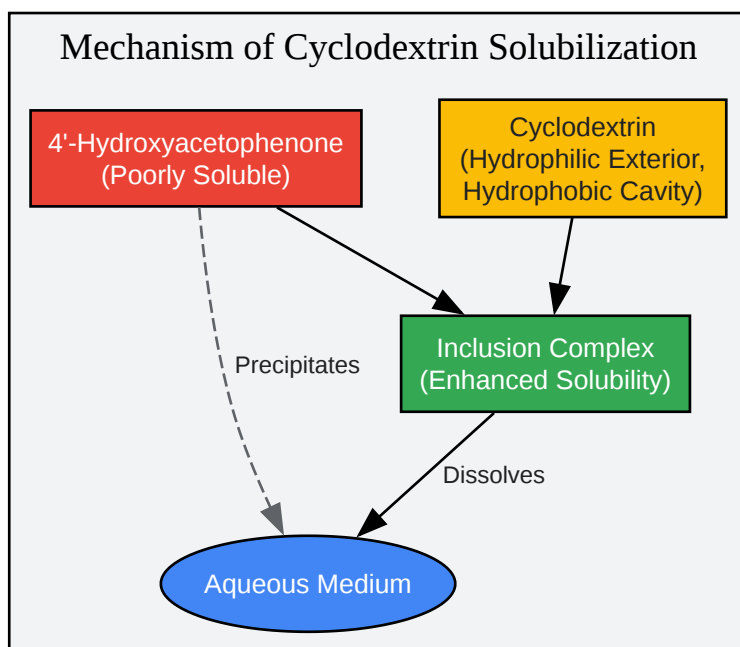 Mechanism of Cyclodextrin Solubilization
4'-Hydroxyacetophenone
(Poorly Soluble)
Cyclodextrin
(Hydrophilic Exterior,
Hydrophobic Cavity)
Inclusion Complex
(Enhanced Solubility)
Precipitates
Dissolves
Aqueous Medium